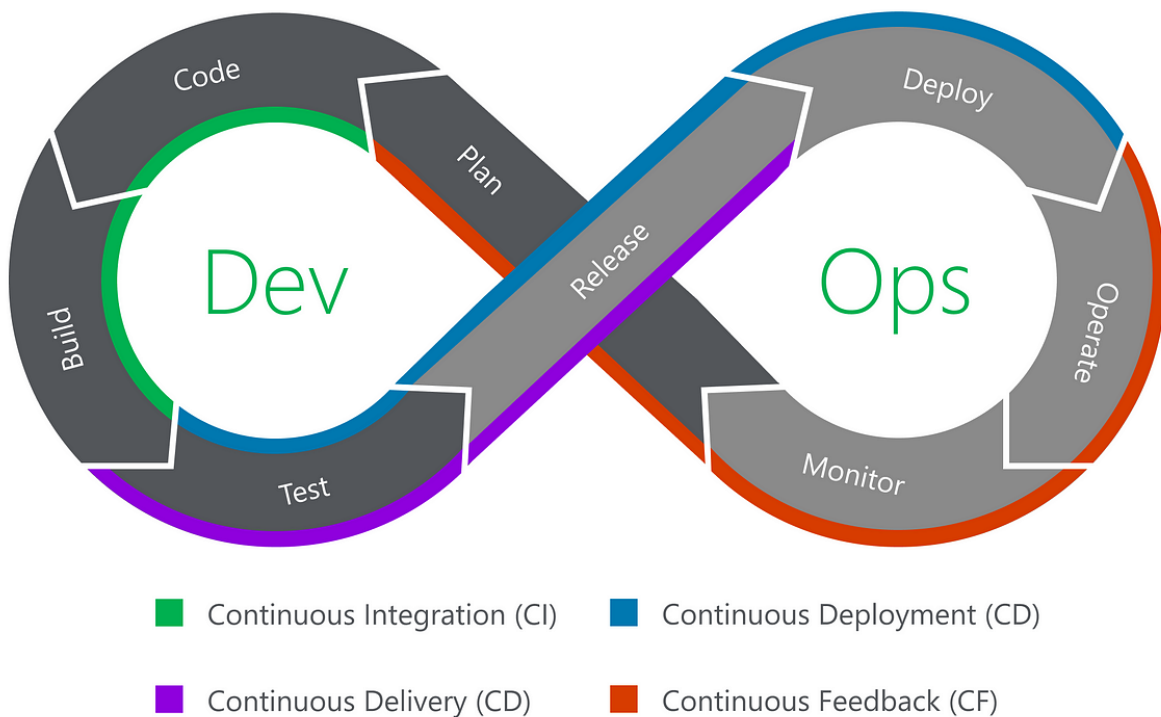 Code
Plan
Build
Test
Release
Deploy
Operate
Monitor
Dev
Ops
Continuous Integration (CI)
Continuous Deployment (CD)
Continuous Delivery (CD)
Continuous Feedback (CF)